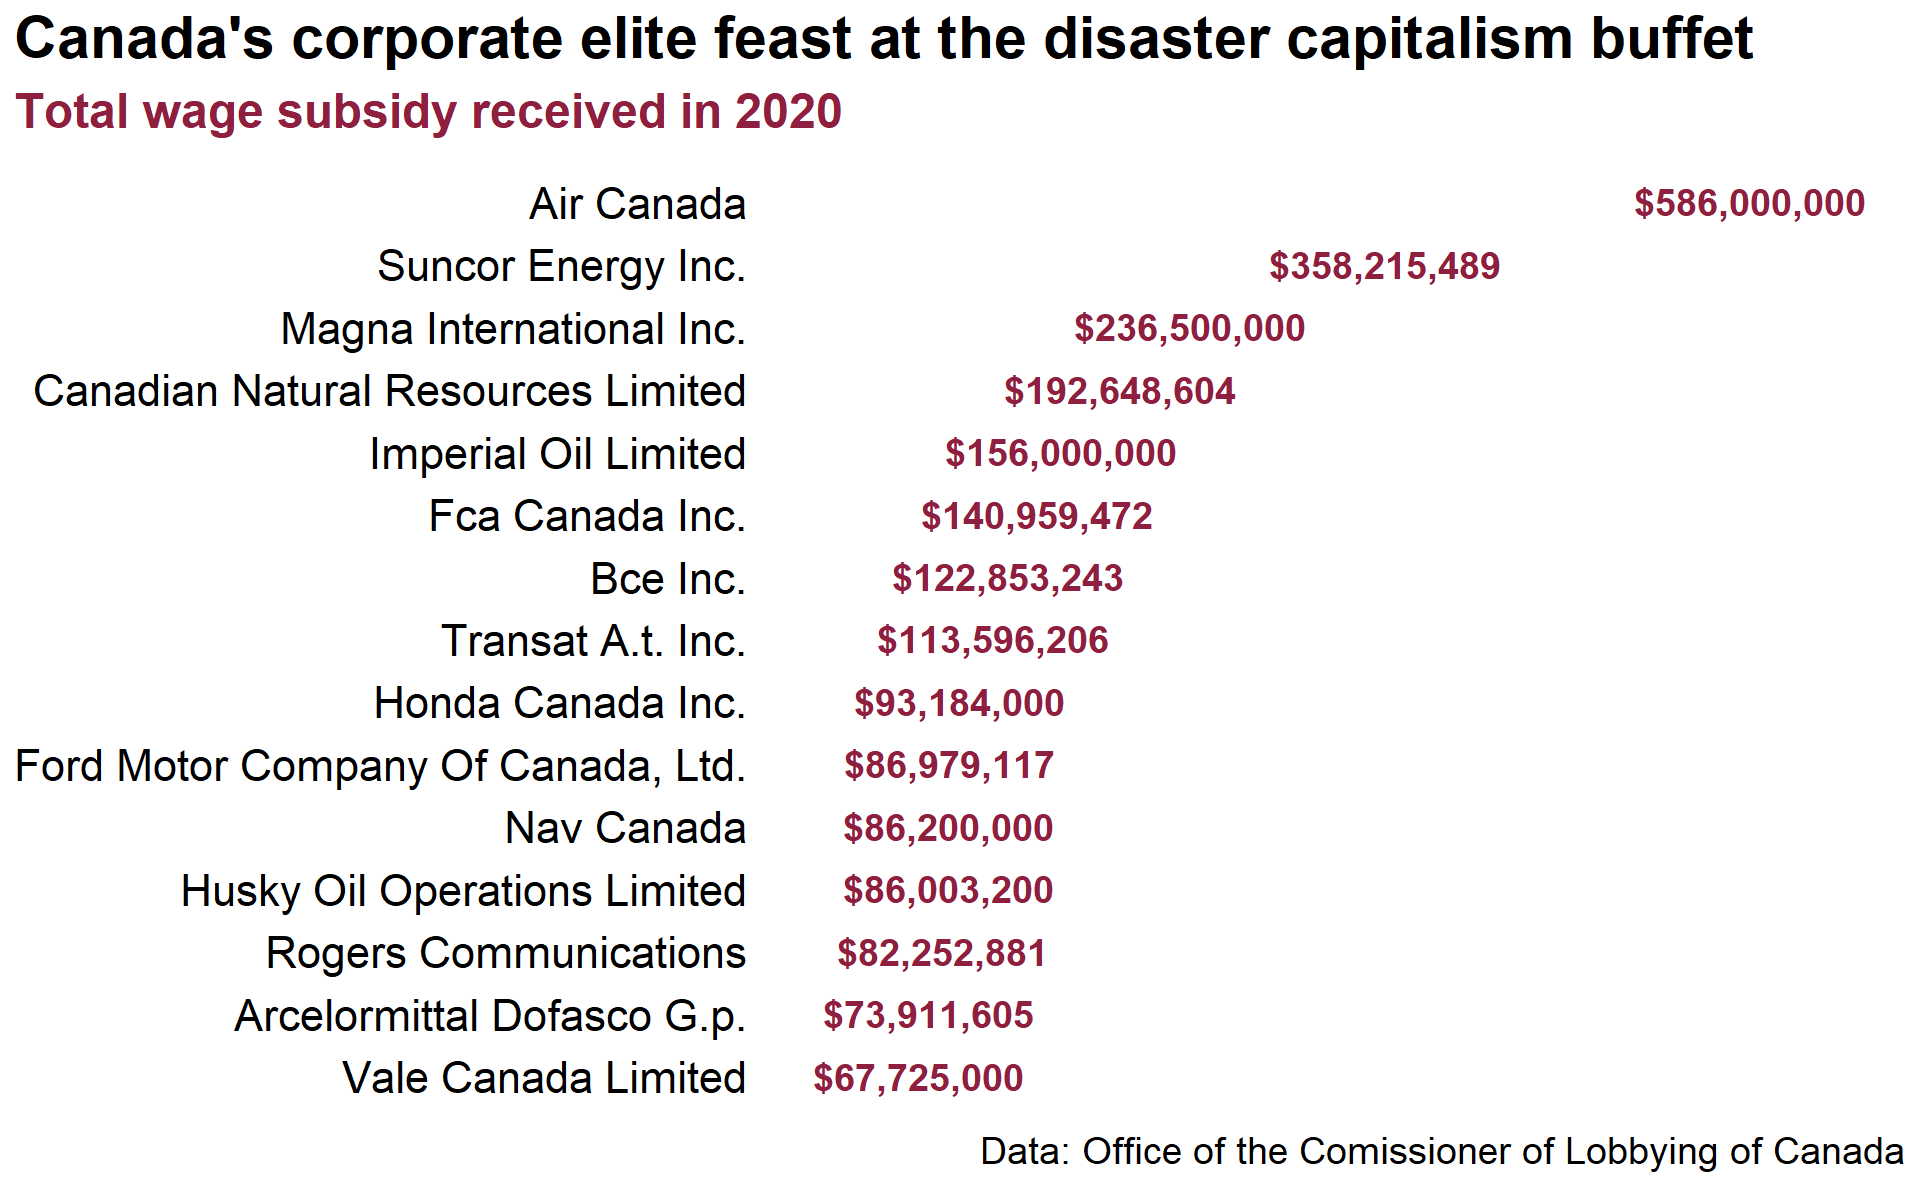 Canada's corporate elite feast at the disaster capitalism buffet
Total wage subsidy received in 2020
Air Canada $586,000,000
Suncor Energy Inc. $358,215,489
Magna International Inc. $236,500,000
Canadian Natural Resources Limited $192,648,604
Imperial Oil Limited $156,000,000
Fca Canada Inc. $140,959,472
Bce Inc. $122,853,243
Transat A.t. Inc. $113,596,206
Honda Canada Inc. $93,184,000
Ford Motor Company Of Canada, Ltd. $86,979,117
Nav Canada $86,200,000
Husky Oil Operations Limited $86,003,200
Rogers Communications $82,252,881
Arcelormittal Dofasco G.p. $73,911,605
Vale Canada Limited $67,725,000
Data: Office of the Comissioner of Lobbying of Canada